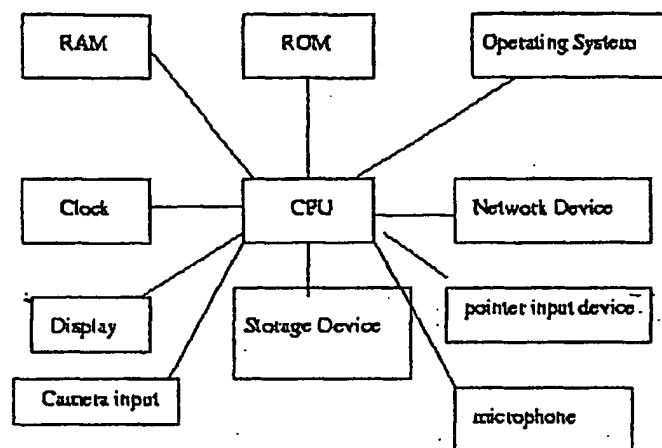 RAM
ROM
Operating System
Clock
CPU
Network Device
Display
Storage Device
pointer input device
Camera input
microphone